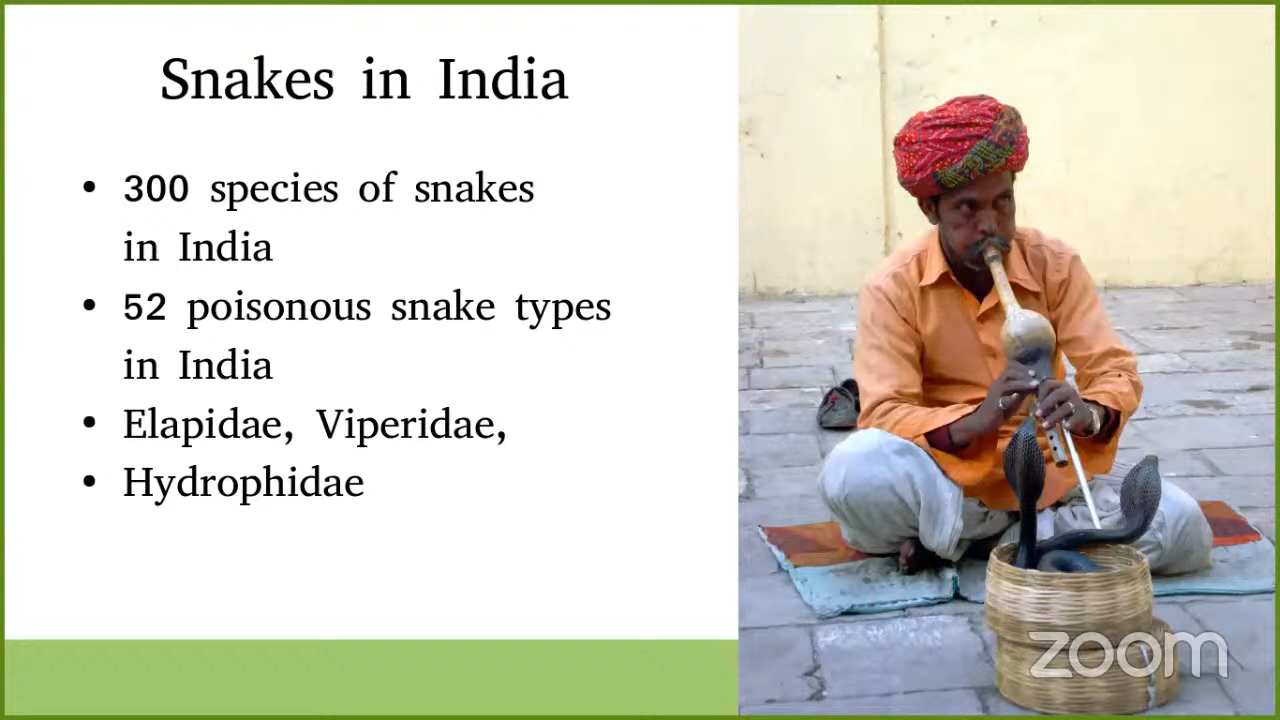 Snakes in India
• 300 species of snakes
in India
• 52 poisonous snake types
in India
• Elapidae, Viperidae,
• Hydrophidae
zoom